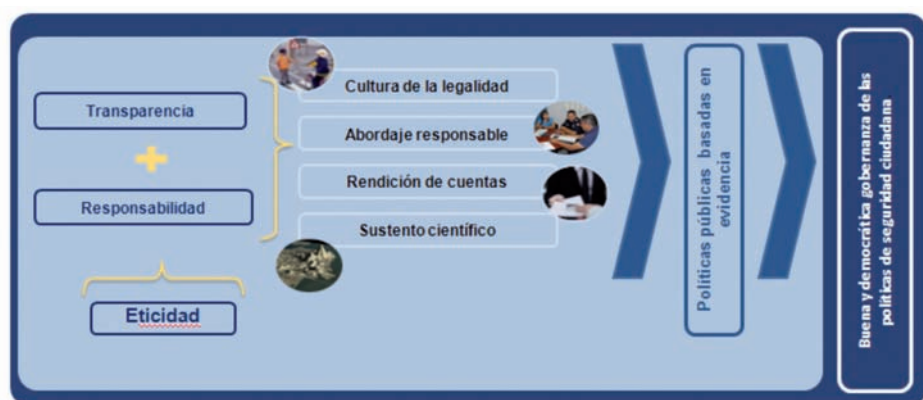 Transparencia
Responsabilidad
Eticidad
Cultura de la legalidad
Abordaje responsable
Rendición de cuentas
Sustento científico
Políticas públicas basadas en
evidencia
Buena y democrática gobernanza de las
políticas de seguridad ciudadana